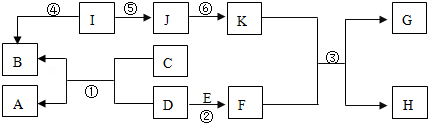 ④ I ⑤ J ⑥ K G
B C ③
A ① D E ② F H